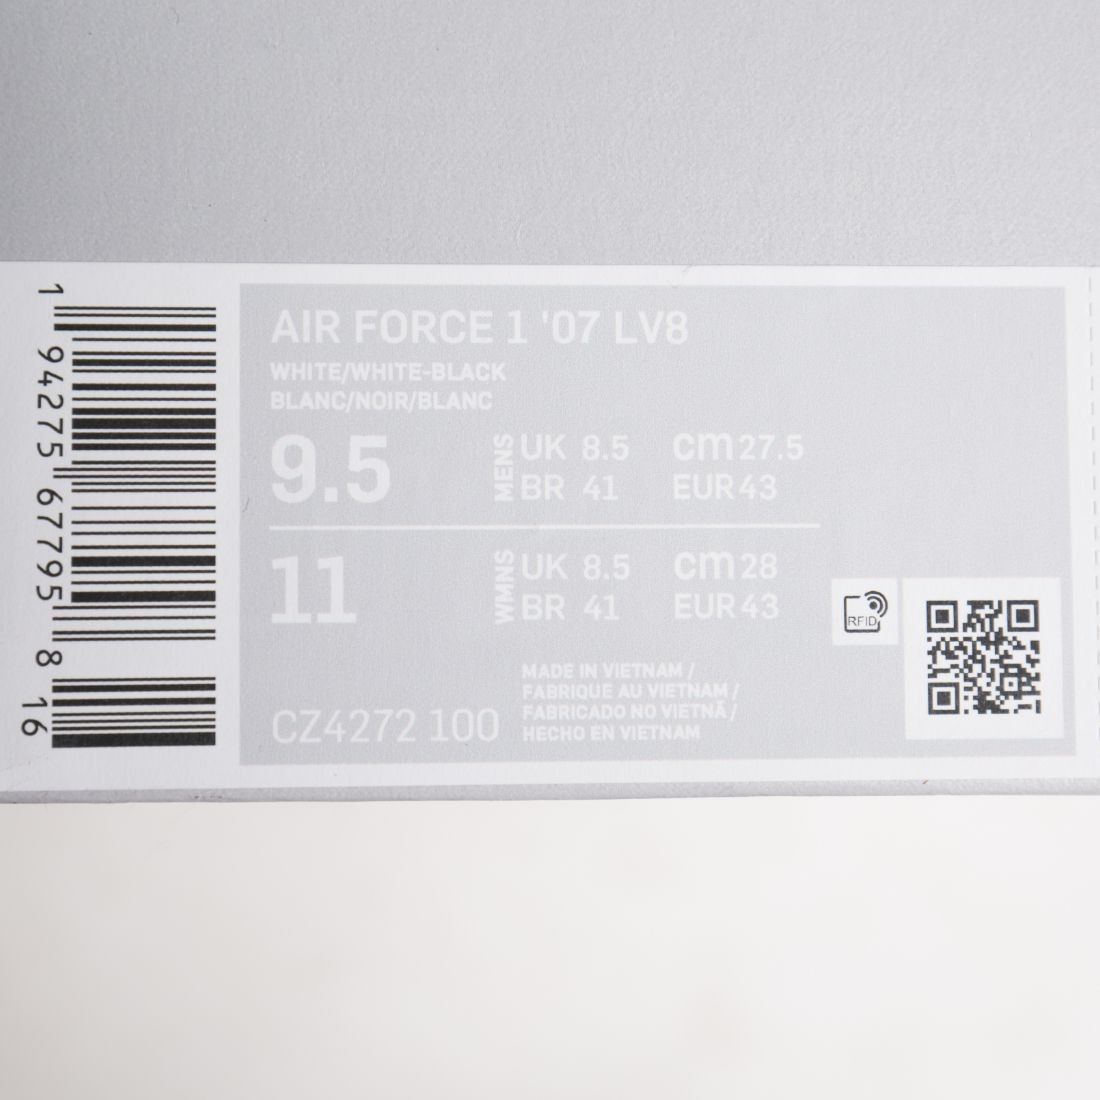 1 94275 67795 8 16
AIR FORCE 1 '07 LV8
WHITE/WHITE-BLACK
BLANC/NOIR/BLANC
9.5 MENS UK 8.5 cm 27.5
BR 41 EUR 43
11 WMNS UK 8.5 cm 28
BR 41 EUR 43
RFID
CZ4272 100
MADE IN VIETNAM /
FABRIQUE AU VIETNAM /
FABRICADO NO VIETNÃ /
HECHO EN VIETNAM